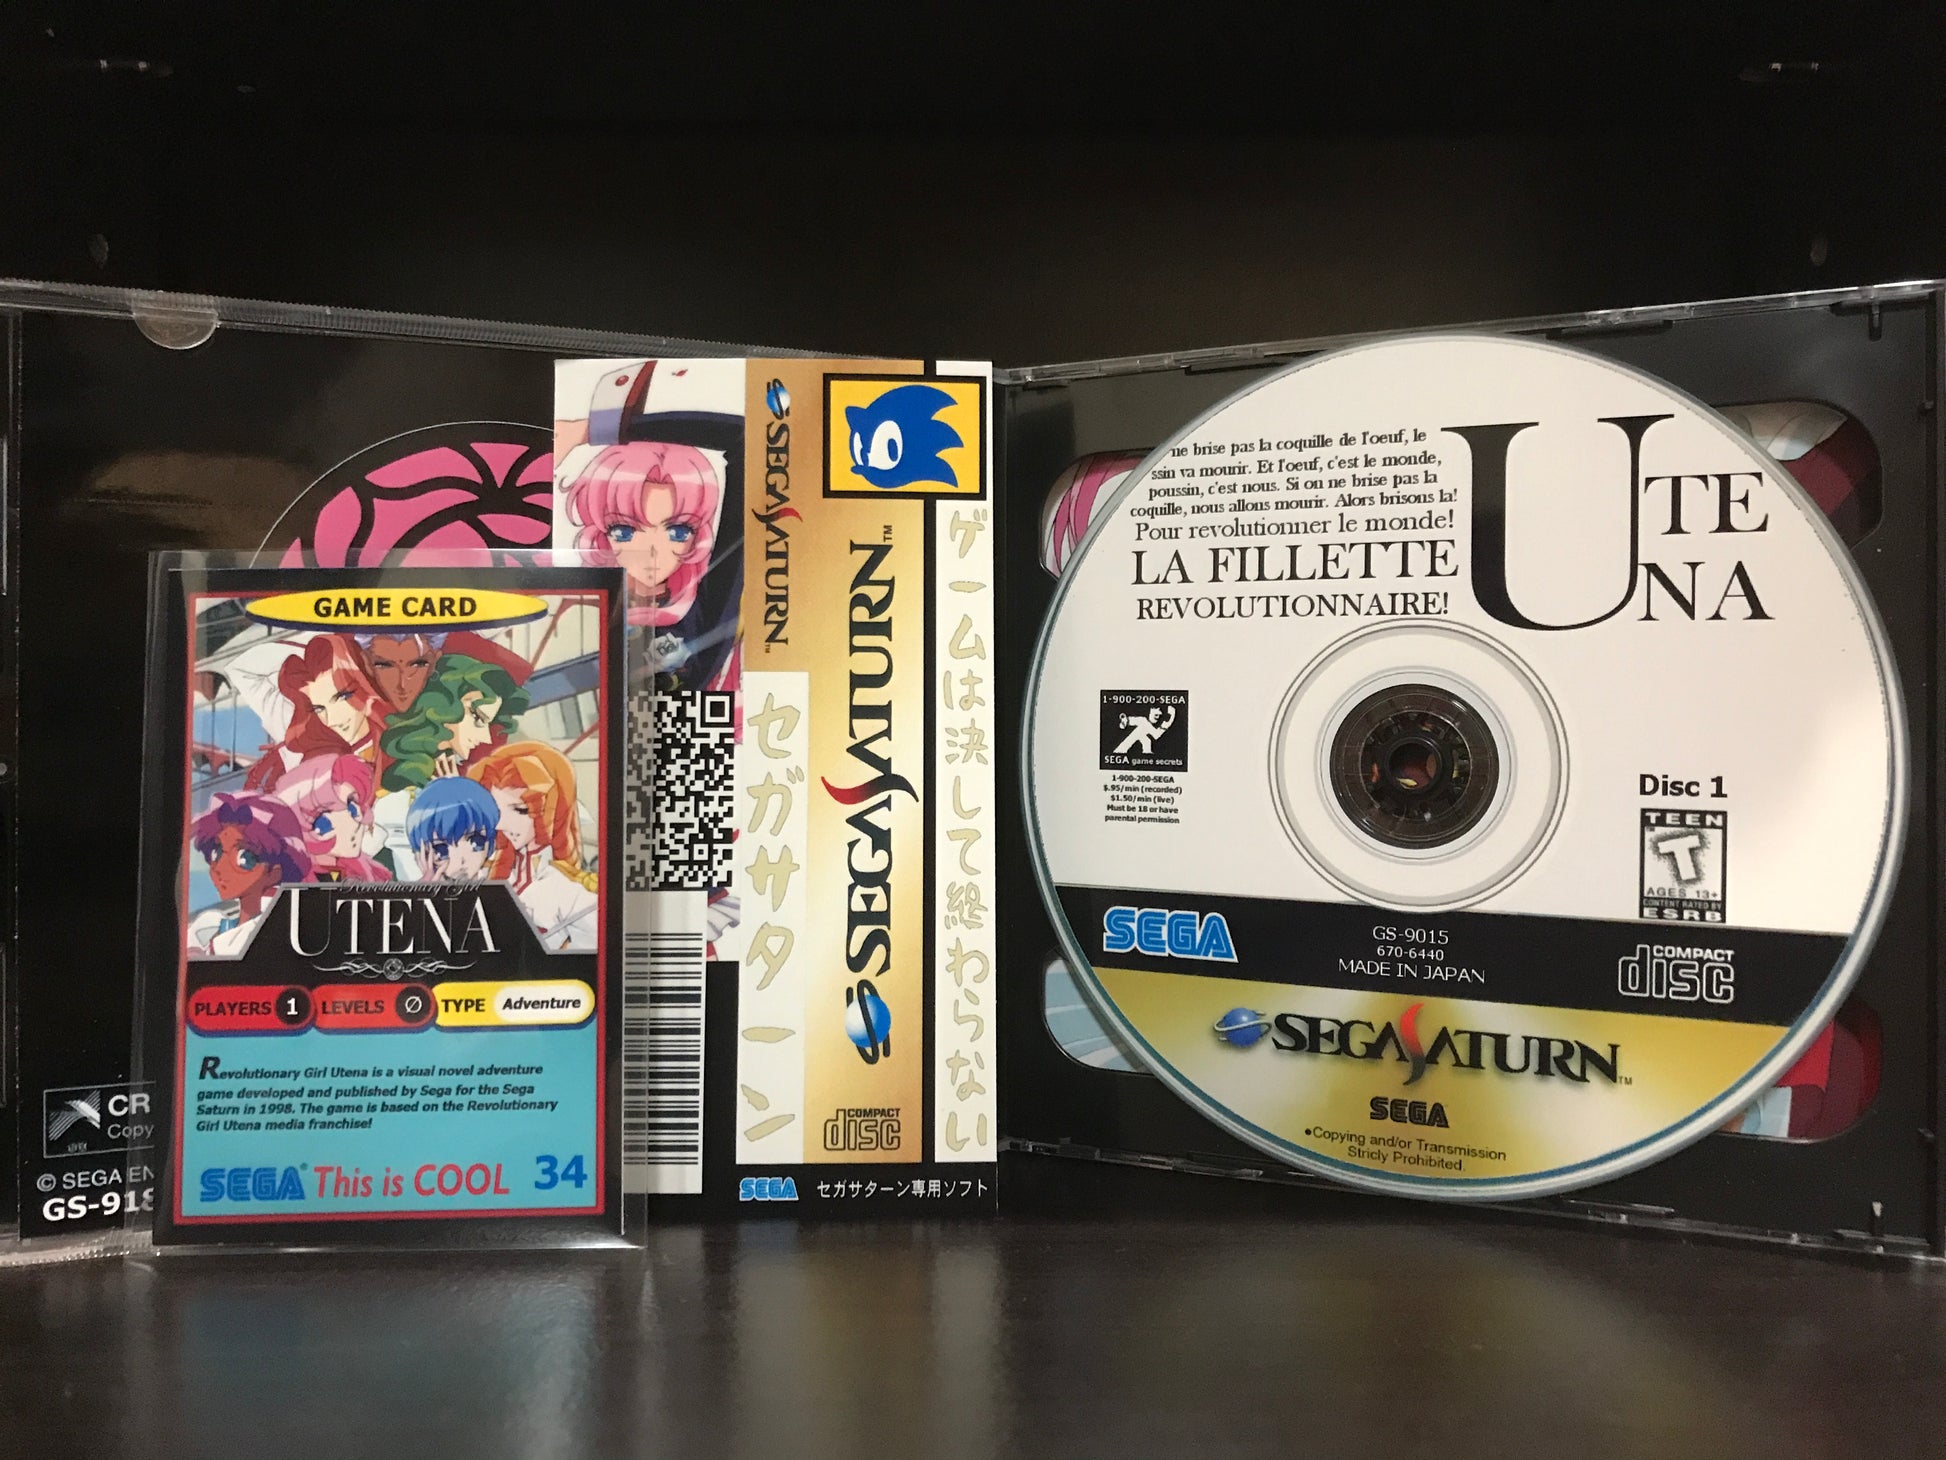 GAME CARD
Revolutionary Girl
UTENA
PLAYERS 1 LEVELS Ø TYPE Adventure
Revolutionary Girl Utena is a visual novel adventure
game developed and published by Sega for the Sega
Saturn in 1998. The game is based on the Revolutionary
Girl Utena media franchise!
SEGA This is COOL 34
CR
Copy
© SEGA EN
GS-918
SEGA SATURN™
セガサターン
SEGA SATURN™
COMPACT
disc
ゲームは決して終わらない
SEGA セガサターン専用ソフト
ne brise pas la coquille de l'oeuf, le
ssin va mourir. Et l'oeuf, c'est le monde,
poussin, c'est nous. Si on ne brise pas la
coquille, nous allons mourir. Alors brisons la!
Pour revolutionner le monde!
LA FILLETTE
REVOLUTIONNAIRE!
UTE
NA
1-900-200-SEGA
SEGA game secrets
1-900-SEGA
$.95/min (recorded)
$1.50/min (live)
Must be 18 or have
parental permission
Disc 1
TEEN
T
AGES 13+
CONTENT RATED BY
ESRB
SEGA
GS-9015
670-6440
MADE IN JAPAN
COMPACT
disc
SEGA SATURN™
SEGA
•Copying and/or Transmission
Stricly Prohibited.